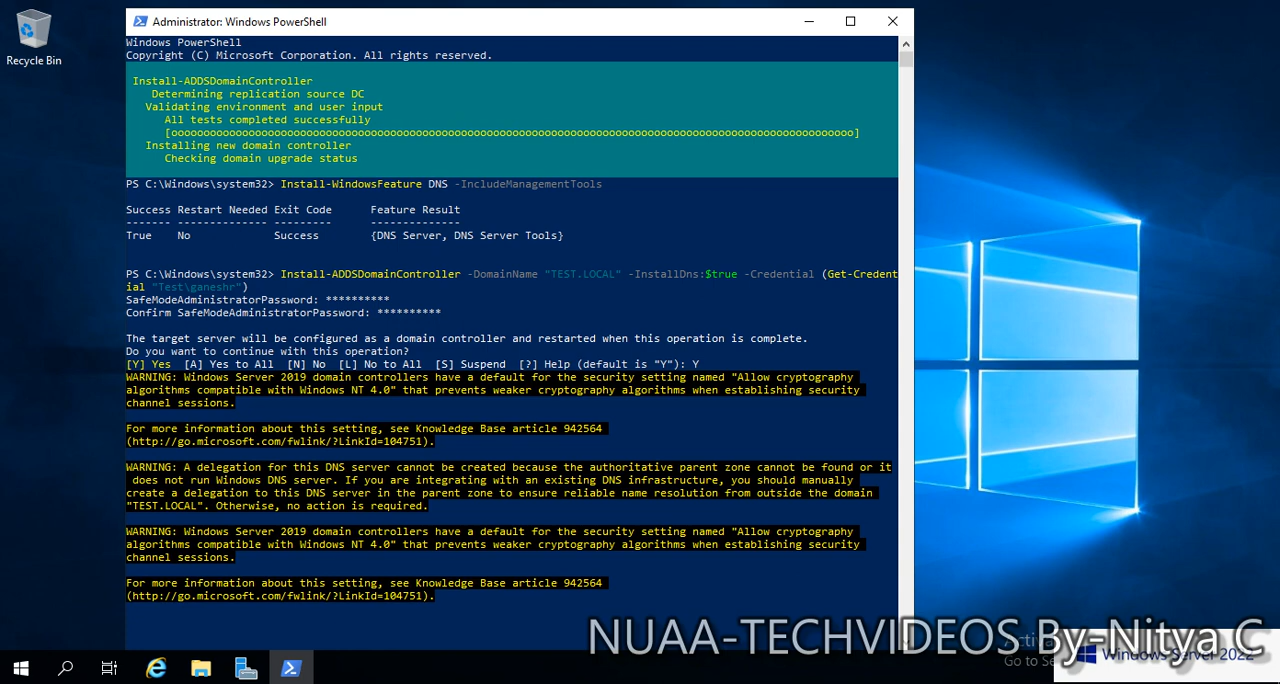 Recycle Bin
Administrator: Windows PowerShell
Windows PowerShell
Copyright (C) Microsoft Corporation. All rights reserved.
Install-ADDSDomainController
Determining replication source DC
Validating environment and user input
All tests completed successfully
[oooooooooooooooooooooooooooooooooooooooooooooooooooooooooooooooooooooooooooooooooooooooooooooooooooooooooo]
Installing new domain controller
Checking domain upgrade status
PS C:\Windows\system32> Install-WindowsFeature DNS -IncludeManagementTools
Success Restart Needed Exit Code      Feature Result
------- -------------- ---------      --------------
True    No             Success        {DNS Server, DNS Server Tools}
PS C:\Windows\system32> Install-ADDSDomainController -DomainName "TEST.LOCAL" -InstallDns:$true -Credential (Get-Credent
ial "Test\ganeshr")
SafeModeAdministratorPassword: **********
Confirm SafeModeAdministratorPassword: **********
The target server will be configured as a domain controller and restarted when this operation is complete.
Do you want to continue with this operation?
[Y] Yes  [A] Yes to All  [N] No  [L] No to All  [S] Suspend  [?] Help (default is "Y"): Y
WARNING: Windows Server 2019 domain controllers have a default for the security setting named "Allow cryptography
algorithms compatible with Windows NT 4.0" that prevents weaker cryptography algorithms when establishing security
channel sessions.
For more information about this setting, see Knowledge Base article 942564
(http://go.microsoft.com/fwlink/?LinkId=104751).
WARNING: A delegation for this DNS server cannot be created because the authoritative parent zone cannot be found or it
does not run Windows DNS server. If you are integrating with an existing DNS infrastructure, you should manually
create a delegation to this DNS server in the parent zone to ensure reliable name resolution from outside the domain
"TEST.LOCAL". Otherwise, no action is required.
WARNING: Windows Server 2019 domain controllers have a default for the security setting named "Allow cryptography
algorithms compatible with Windows NT 4.0" that prevents weaker cryptography algorithms when establishing security
channel sessions.
For more information about this setting, see Knowledge Base article 942564
(http://go.microsoft.com/fwlink/?LinkId=104751).
NUAA-TECHVIDEOS By-Nitya C
Go to
Windows Server 2022